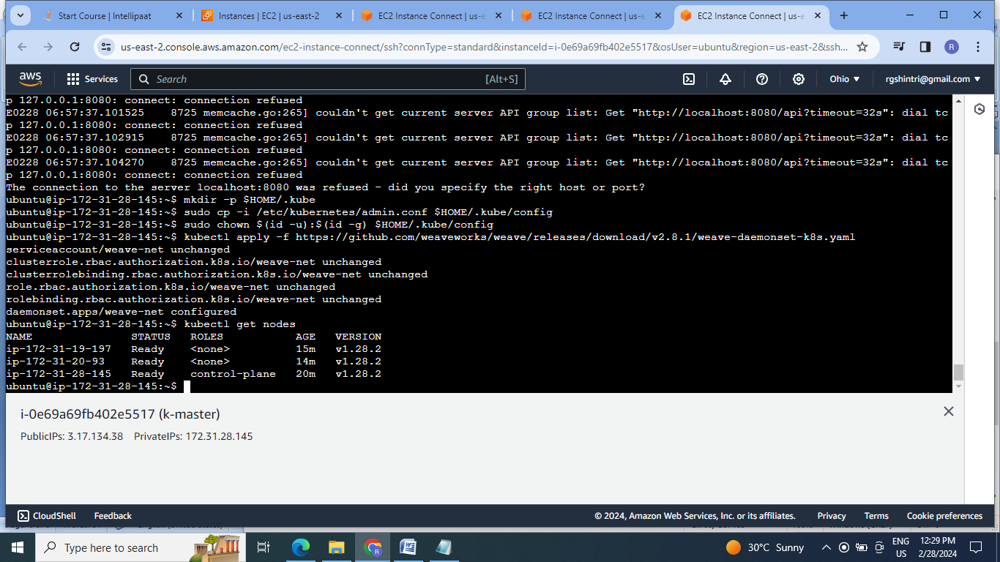 Start Course | Intellipaat
Instances | EC2 | us-east-2
EC2 Instance Connect | us-e
EC2 Instance Connect | us-e
EC2 Instance Connect | us-e
us-east-2.console.aws.amazon.com/ec2-instance-connect/ssh?connType=standard&instanceId=i-0e69a69fb402e5517&osUser=ubuntu&region=us-east-2&ssh...
R
aws
Services
Search
[Alt+S]
Ohio
rgshintri@gmail.com
p 127.0.0.1:8080: connect: connection refused
E0228 06:57:37.101525    8725 memcache.go:265] couldn't get current server API group list: Get "http://localhost:8080/api?timeout=32s": dial tc
p 127.0.0.1:8080: connect: connection refused
E0228 06:57:37.102915    8725 memcache.go:265] couldn't get current server API group list: Get "http://localhost:8080/api?timeout=32s": dial tc
p 127.0.0.1:8080: connect: connection refused
E0228 06:57:37.104270    8725 memcache.go:265] couldn't get current server API group list: Get "http://localhost:8080/api?timeout=32s": dial tc
p 127.0.0.1:8080: connect: connection refused
The connection to the server localhost:8080 was refused - did you specify the right host or port?
ubuntu@ip-172-31-28-145:~$ mkdir -p $HOME/.kube
ubuntu@ip-172-31-28-145:~$ sudo cp -i /etc/kubernetes/admin.conf $HOME/.kube/config
ubuntu@ip-172-31-28-145:~$ sudo chown $(id -u):$(id -g) $HOME/.kube/config
ubuntu@ip-172-31-28-145:~$ kubectl apply -f https://github.com/weaveworks/weave/releases/download/v2.8.1/weave-daemonset-k8s.yaml
serviceaccount/weave-net unchanged
clusterrole.rbac.authorization.k8s.io/weave-net unchanged
clusterrolebinding.rbac.authorization.k8s.io/weave-net unchanged
role.rbac.authorization.k8s.io/weave-net unchanged
rolebinding.rbac.authorization.k8s.io/weave-net unchanged
daemonset.apps/weave-net configured
ubuntu@ip-172-31-28-145:~$ kubectl get nodes
NAME               STATUS   ROLES           AGE   VERSION
ip-172-31-19-197   Ready    <none>          15m   v1.28.2
ip-172-31-20-93    Ready    <none>          14m   v1.28.2
ip-172-31-28-145   Ready    control-plane   20m   v1.28.2
ubuntu@ip-172-31-28-145:~$
i-0e69a69fb402e5517 (k-master)
PublicIPs: 3.17.134.38    PrivateIPs: 172.31.28.145
CloudShell
Feedback
© 2024, Amazon Web Services, Inc. or its affiliates.
Privacy
Terms
Cookie preferences
Type here to search
30°C Sunny
ENG
US
12:29 PM
2/28/2024